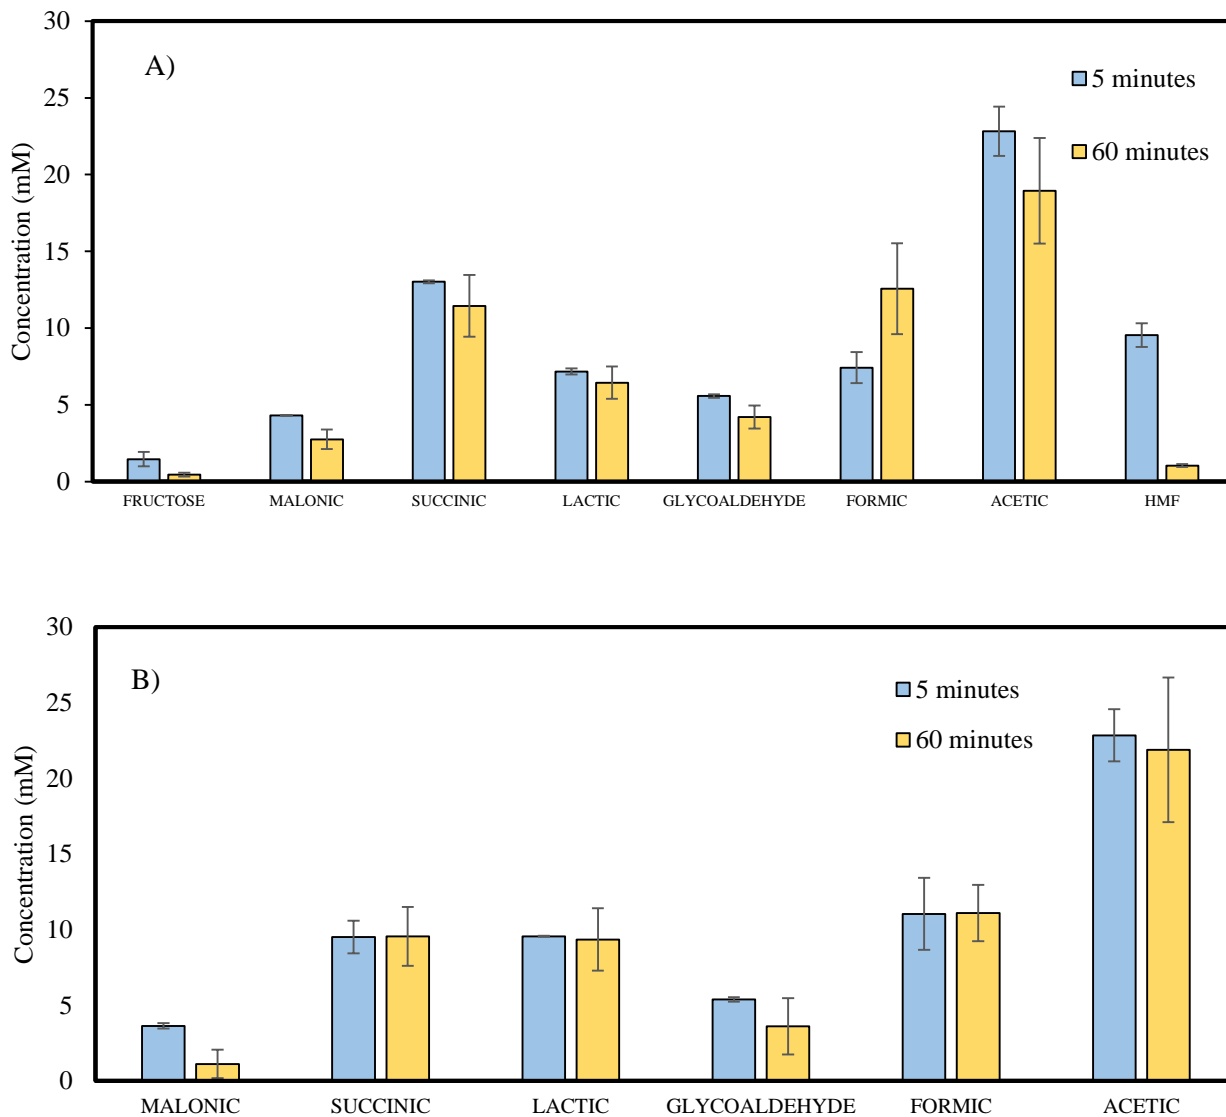 30
A)
5 minutes
25
60 minutes
20
15
10
5
0
Concentration (mM)
FRUCTOSE MALONIC SUCCINIC LACTIC GLYCOALDEHYDE FORMIC ACETIC HMF
30
B)
5 minutes
25
60 minutes
20
15
10
5
0
Concentration (mM)
MALONIC SUCCINIC LACTIC GLYCOALDEHYDE FORMIC ACETIC